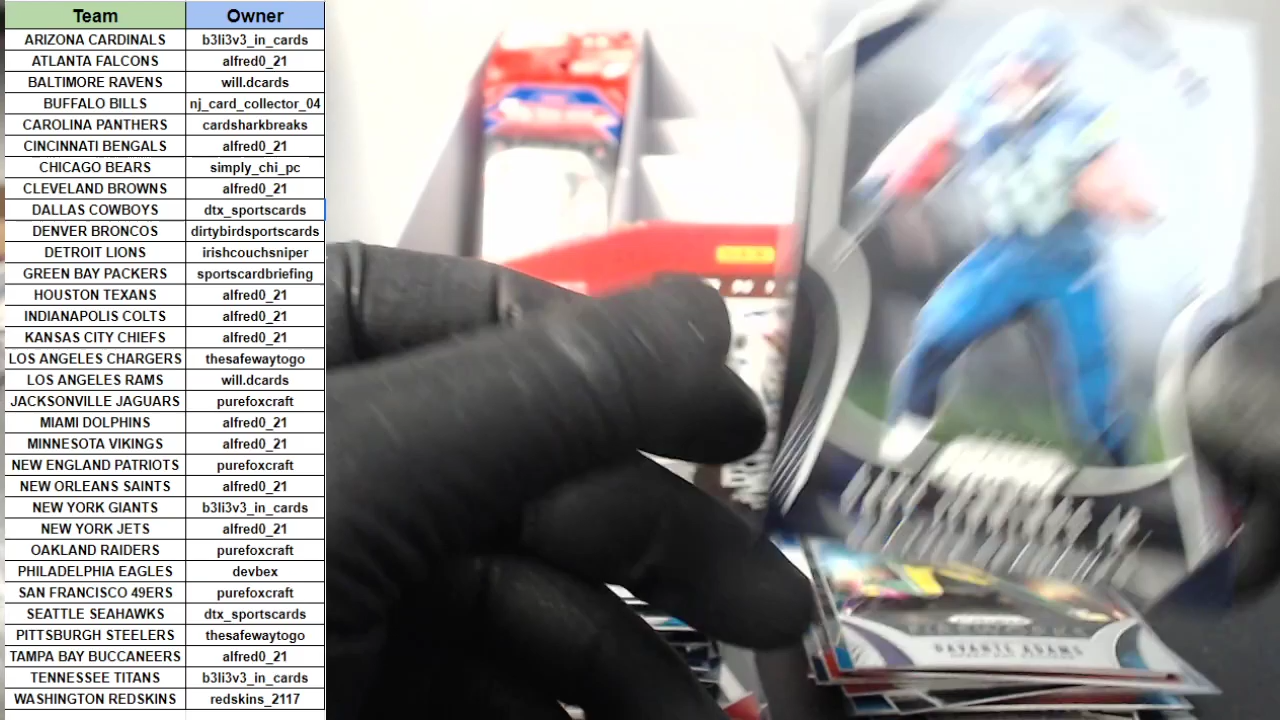 Team Owner
ARIZONA CARDINALS b3li3v3_in_cards
ATLANTA FALCONS alfred0_21
BALTIMORE RAVENS will.dcards
BUFFALO BILLS nj_card_collector_04
CAROLINA PANTHERS cardsharkbreaks
CINCINNATI BENGALS alfred0_21
CHICAGO BEARS simply_chi_pc
CLEVELAND BROWNS alfred0_21
DALLAS COWBOYS dtx_sportscards
DENVER BRONCOS dirtybirdsportscards
DETROIT LIONS irishcouchsniper
GREEN BAY PACKERS sportscardbriefing
HOUSTON TEXANS alfred0_21
INDIANAPOLIS COLTS alfred0_21
KANSAS CITY CHIEFS alfred0_21
LOS ANGELES CHARGERS thesafewaytogo
LOS ANGELES RAMS will.dcards
JACKSONVILLE JAGUARS purefoxcraft
MIAMI DOLPHINS alfred0_21
MINNESOTA VIKINGS alfred0_21
NEW ENGLAND PATRIOTS purefoxcraft
NEW ORLEANS SAINTS alfred0_21
NEW YORK GIANTS b3li3v3_in_cards
NEW YORK JETS alfred0_21
OAKLAND RAIDERS purefoxcraft
PHILADELPHIA EAGLES devbex
SAN FRANCISCO 49ERS purefoxcraft
SEATTLE SEAHAWKS dtx_sportscards
PITTSBURGH STEELERS thesafewaytogo
TAMPA BAY BUCCANEERS alfred0_21
TENNESSEE TITANS b3li3v3_in_cards
WASHINGTON REDSKINS redskins_2117
DAVANTE ADAMS